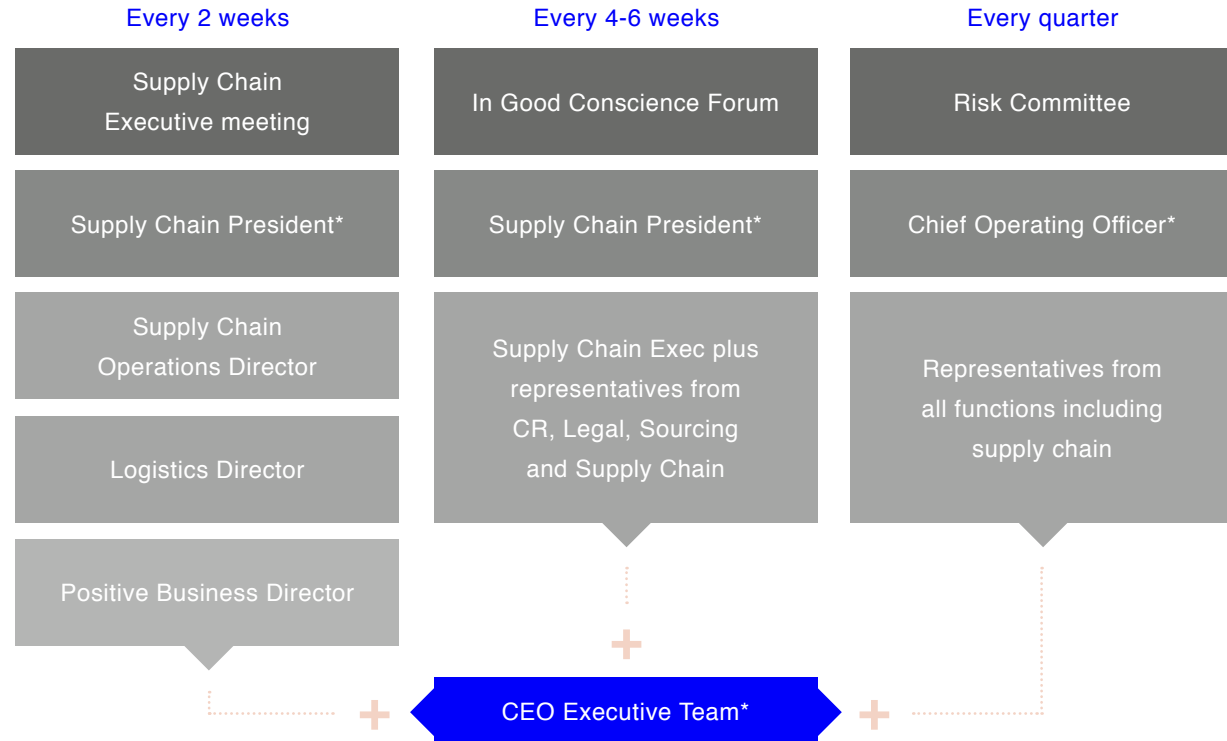 Every 2 weeks
Supply Chain
Executive meeting
Supply Chain President*
Supply Chain
Operations Director
Logistics Director
Positive Business Director
Every 4-6 weeks
In Good Conscience Forum
Supply Chain President*
Supply Chain Exec plus
representatives from
CR, Legal, Sourcing
and Supply Chain
Every quarter
Risk Committee
Chief Operating Officer*
Representatives from
all functions including
supply chain
CEO Executive Team*